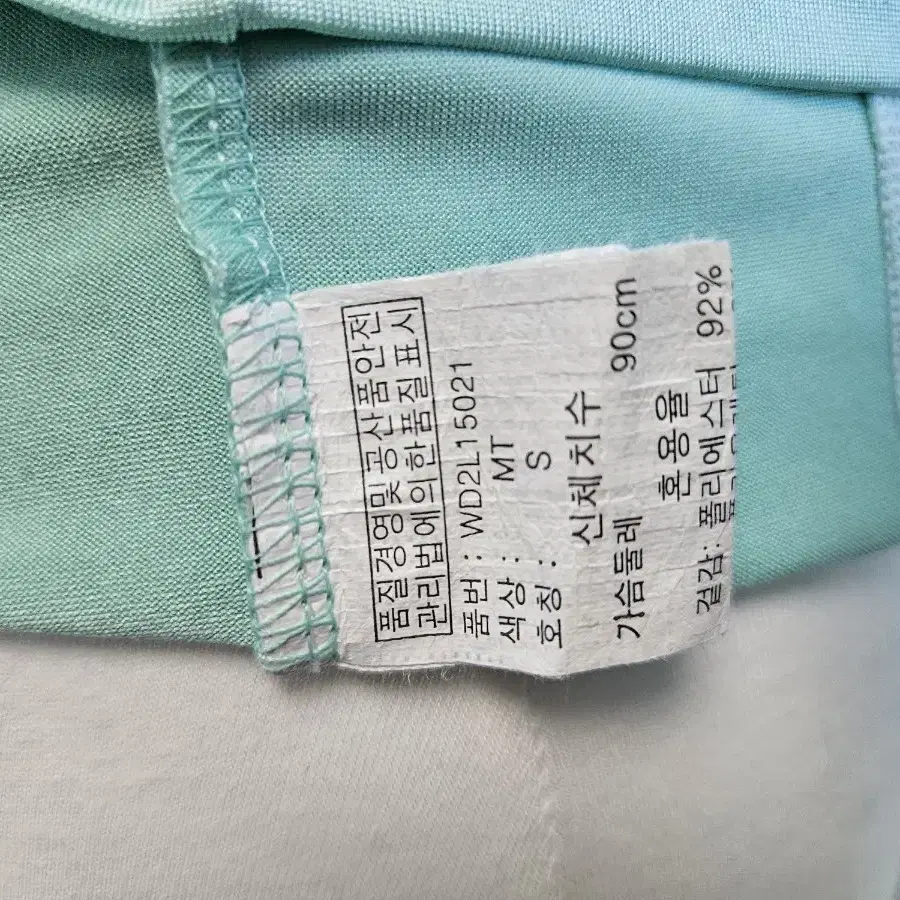 품질경영및공산품안전
관리법에의한품질표시
품번 : WD2L15021
색상 : MT
호칭 : S
신체치수
가슴둘레 90cm
혼용율
겉감: 폴리에스터 92%